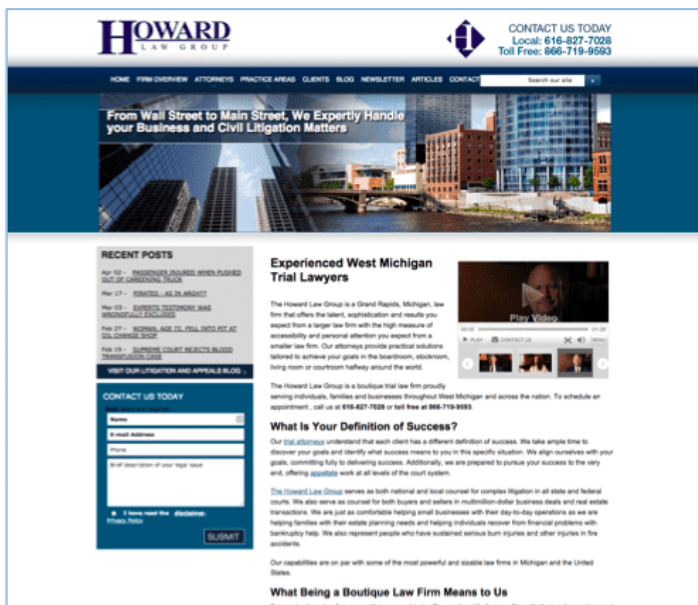 HOWARD
LAW GROUP
CONTACT US TODAY
Local: 616-827-7028
Toll Free: 866-719-9593
HOME FIRM OVERVIEW ATTORNEYS PRACTICE AREAS CLIENTS BLOG NEWSLETTER ARTICLES CONTACT
Search our site
From Wall Street to Main Street, We Expertly Handle
your Business and Civil Litigation Matters
RECENT POSTS
Apr 02 - PASSENGER INJURED WHEN PUSHED
OUT OF CAREENING TRUCK
Mar 17 - PIRATES - AS IN ARGH??
Mar 03 - EXPERTS TESTIMONY WAS
WRONGFULLY EXCLUDED
Feb 27 - WOMAN, AGE 72, FELL INTO PIT AT
OIL CHANGE SHOP
Feb 19 - SUPREME COURT REJECTS BLOOD
TRANSFUSION CASE
VISIT OUR LITIGATION AND APPEALS BLOG
CONTACT US TODAY
Name
E-mail Address
Phone
Brief description of your legal issue
I have read the disclaimer.
Privacy Policy
SUBMIT
Experienced West Michigan
Trial Lawyers
The Howard Law Group is a Grand Rapids, Michigan, law
firm that offers the talent, sophistication and results you
expect from a larger law firm with the high measure of
accessibility and personal attention you expect from a
smaller law firm. Our attorneys provide practical solutions
tailored to achieve your goals in the boardroom, stockroom,
living room or courtroom halfway around the world.
Play Video
00:00
01:28
PLAY CONTACT US MENU
The Howard Law Group is a boutique trial law firm proudly
serving individuals, families and businesses throughout West Michigan and across the nation. To schedule an
appointment , call us at 616-827-7028 or toll free at 866-719-9593.
What Is Your Definition of Success?
Our trial attorneys understand that each client has a different definition of success. We take ample time to
discover your goals and identify what success means to you in this specific situation. We align ourselves with your
goals, committing fully to delivering success. Additionally, we are prepared to pursue your success to the very
end, offering appellate work at all levels of the court system.
The Howard Law Group serves as both national and local counsel for complex litigation in all state and federal
courts. We also serve as counsel for both buyers and sellers in multimillion-dollar business deals and real estate
transactions. We are just as comfortable helping small businesses with their day-to-day operations as we are
helping families with their estate planning needs and helping individuals recover from financial problems with
bankruptcy help. We also represent people who have sustained serious burn injuries and other injuries in fire
accidents.
Our capabilities are on par with some of the most powerful and sizable law firms in Michigan and the United
States.
What Being a Boutique Law Firm Means to Us